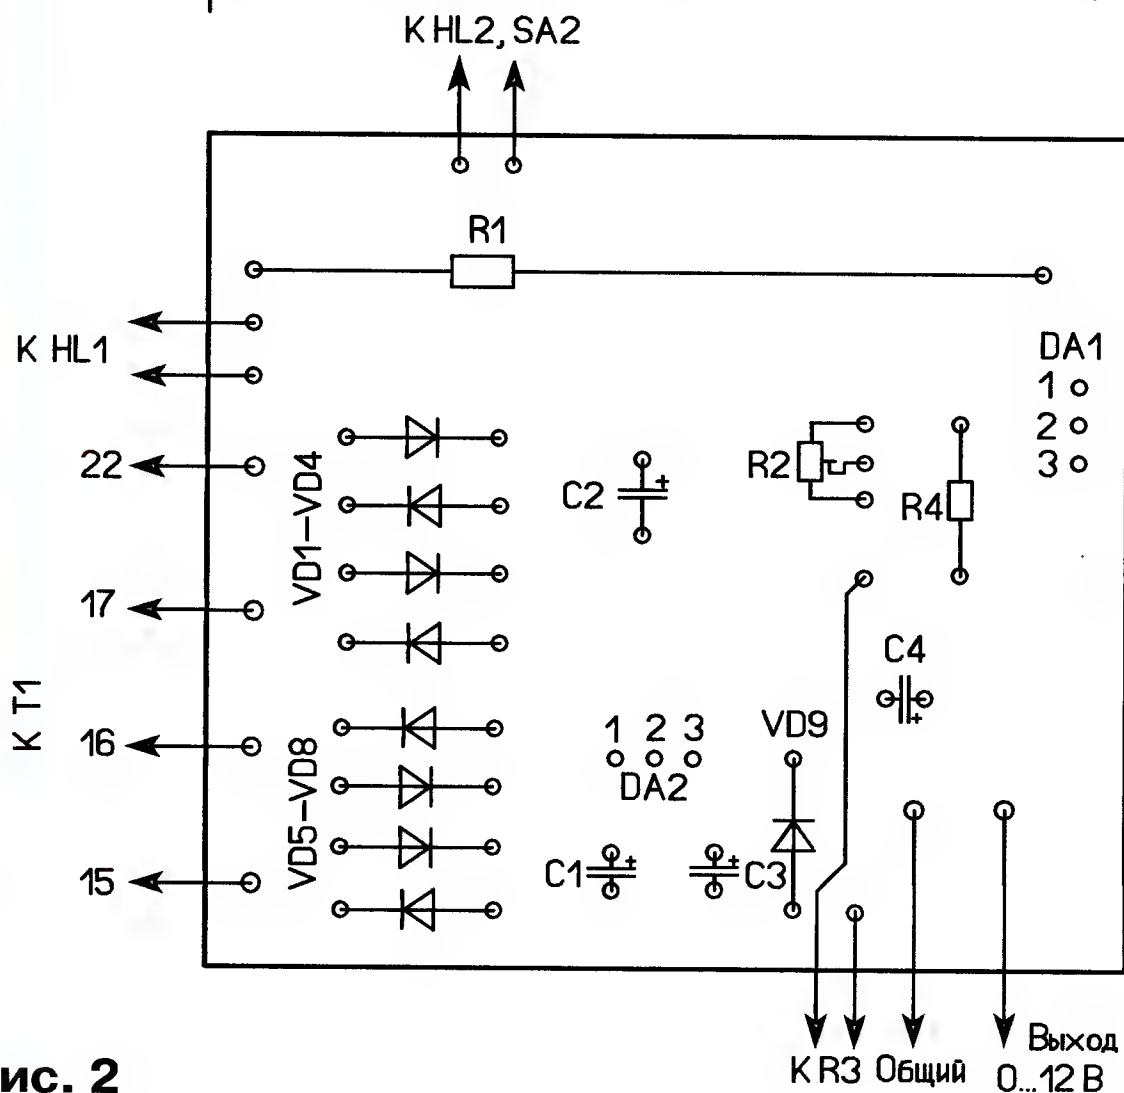 К HL2, SA2
R1
К HL1
DA1
1
2
3
22
VD1–VD4
C2
+
R2
R4
17
К Т1
C4
+
16
VD5–VD8
1 2 3
DA2
VD9
15
C1
+
+
C3
К R3
Общий
Выход
0...12 В
ис. 2